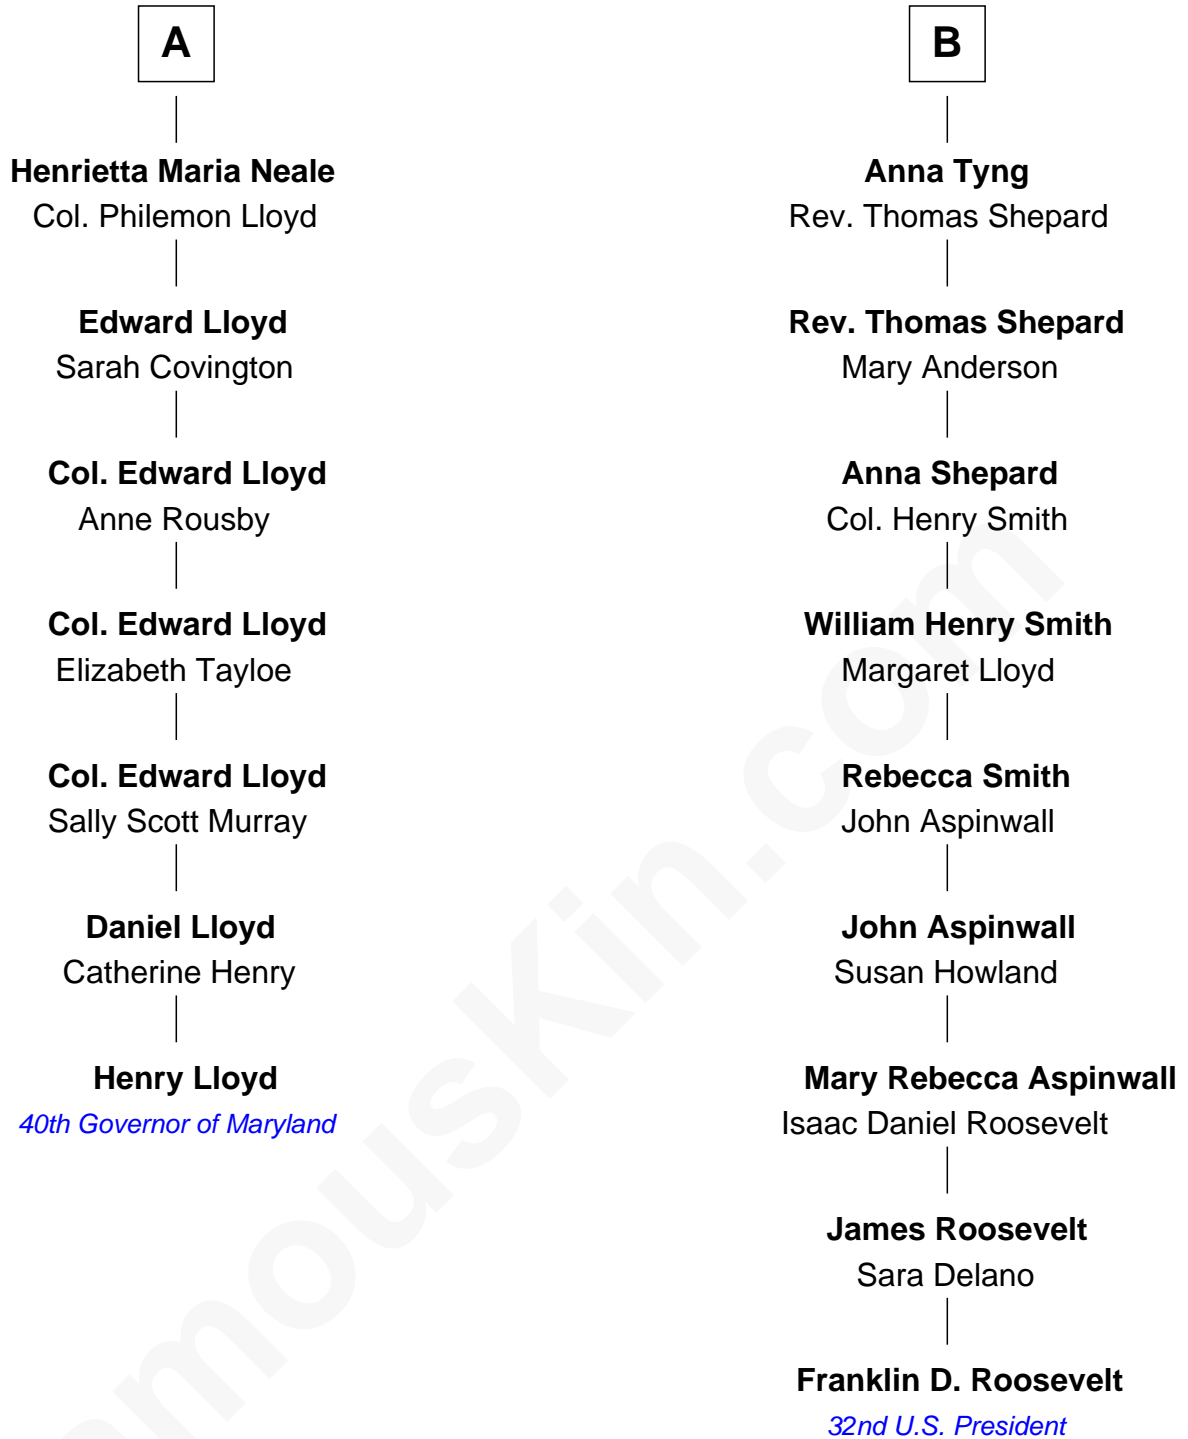 A
Henrietta Maria Neale
Col. Philemon Lloyd
Edward Lloyd
Sarah Covington
Col. Edward Lloyd
Anne Rousby
Col. Edward Lloyd
Elizabeth Tayloe
Col. Edward Lloyd
Sally Scott Murray
Daniel Lloyd
Catherine Henry
Henry Lloyd
40th Governor of Maryland
B
Anna Tyng
Rev. Thomas Shepard
Rev. Thomas Shepard
Mary Anderson
Anna Shepard
Col. Henry Smith
William Henry Smith
Margaret Lloyd
Rebecca Smith
John Aspinwall
John Aspinwall
Susan Howland
Mary Rebecca Aspinwall
Isaac Daniel Roosevelt
James Roosevelt
Sara Delano
Franklin D. Roosevelt
32nd U.S. President
amousKin.com